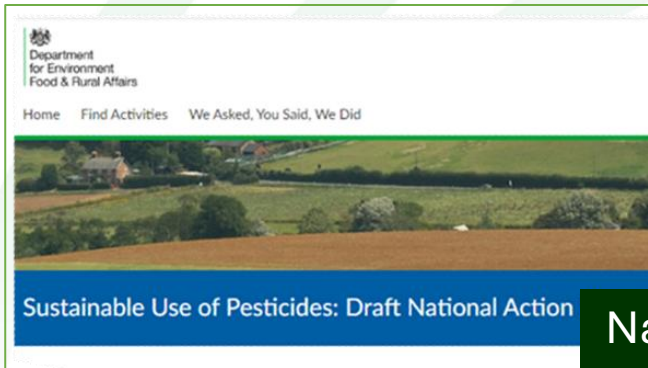 Department
for Environment
Food & Rural Affairs
Home Find Activities We Asked, You Said, We Did
Sustainable Use of Pesticides: Draft National Action
Na